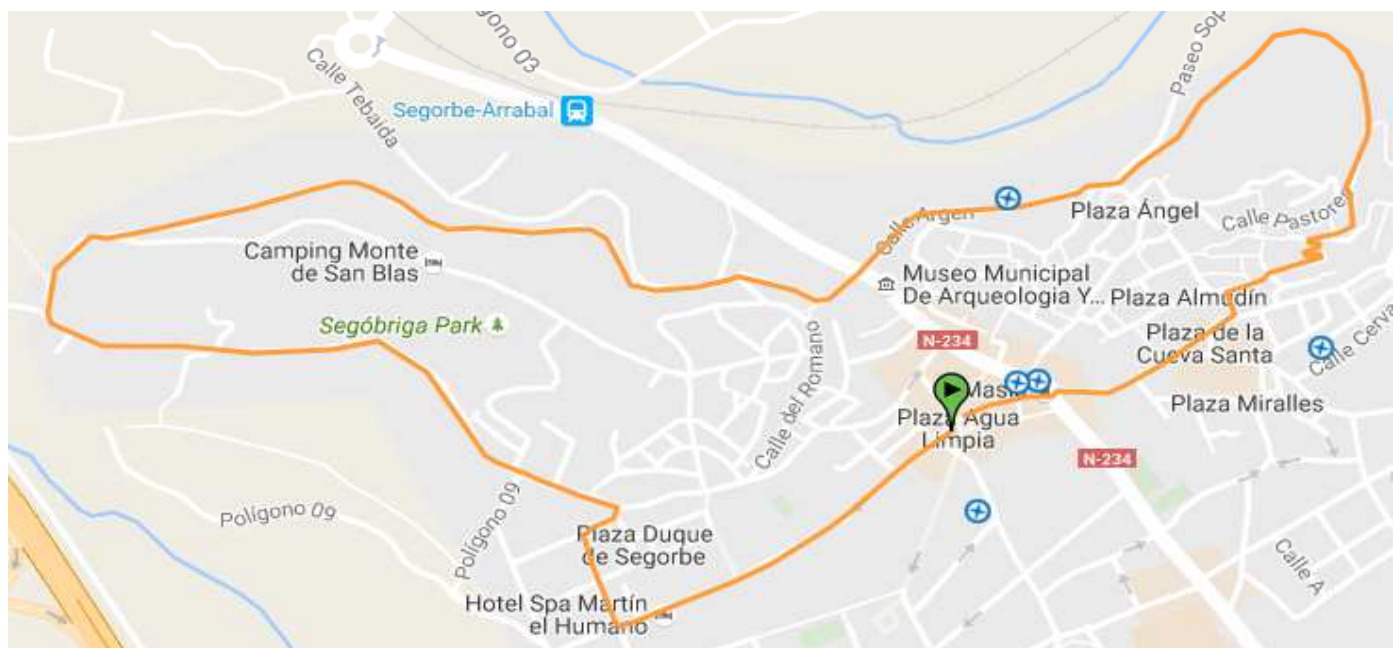 ígono 03
Paseo Sop
Calle Tebaida
Segorbe-Arrabal
Calle Argen
Plaza Ángel
Calle Pastores
Camping Monte
de San Blas
Museo Municipal
De Arqueologia Y...
Plaza Almudín
Segóbriga Park
N-234
Plaza de la
Cueva Santa
Calle Cerva
Calle del Romano
Mas
Plaza Agua
Limpia
Plaza Miralles
N-234
Polígono 09
Polígono 09
Plaza Duque
de Segorbe
Calle A
Hotel Spa Martín
el Humano